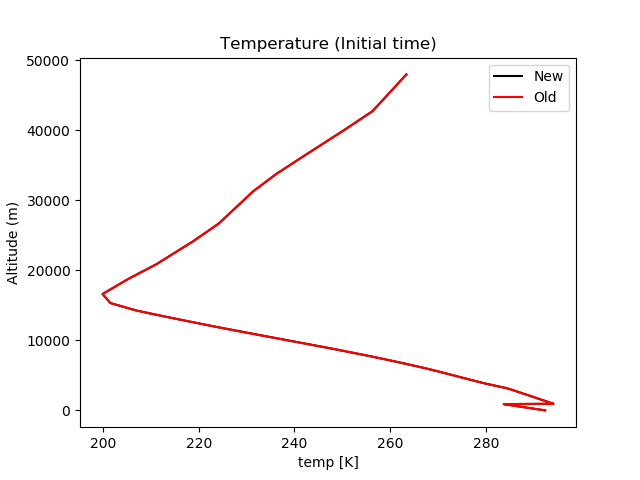 Temperature (Initial time)
New
Old
Altitude (m)
50000
40000
30000
20000
10000
0
200 220 240 260 280
temp [K]